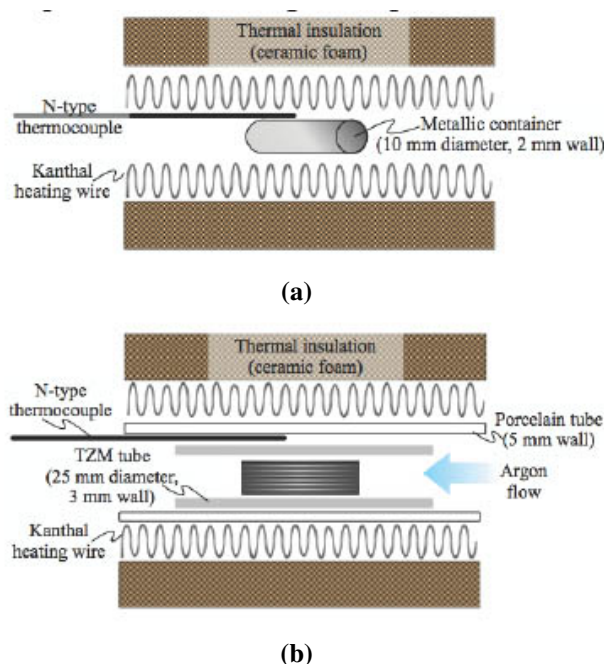 Thermal insulation
(ceramic foam)
N-type
thermocouple
Metallic container
(10 mm diameter, 2 mm wall)
Kanthal
heating wire
(a)
Thermal insulation
(ceramic foam)
N-type
thermocouple
Porcelain tube
(5 mm wall)
TZM tube
(25 mm diameter,
3 mm wall)
Argon
flow
Kanthal
heating wire
(b)